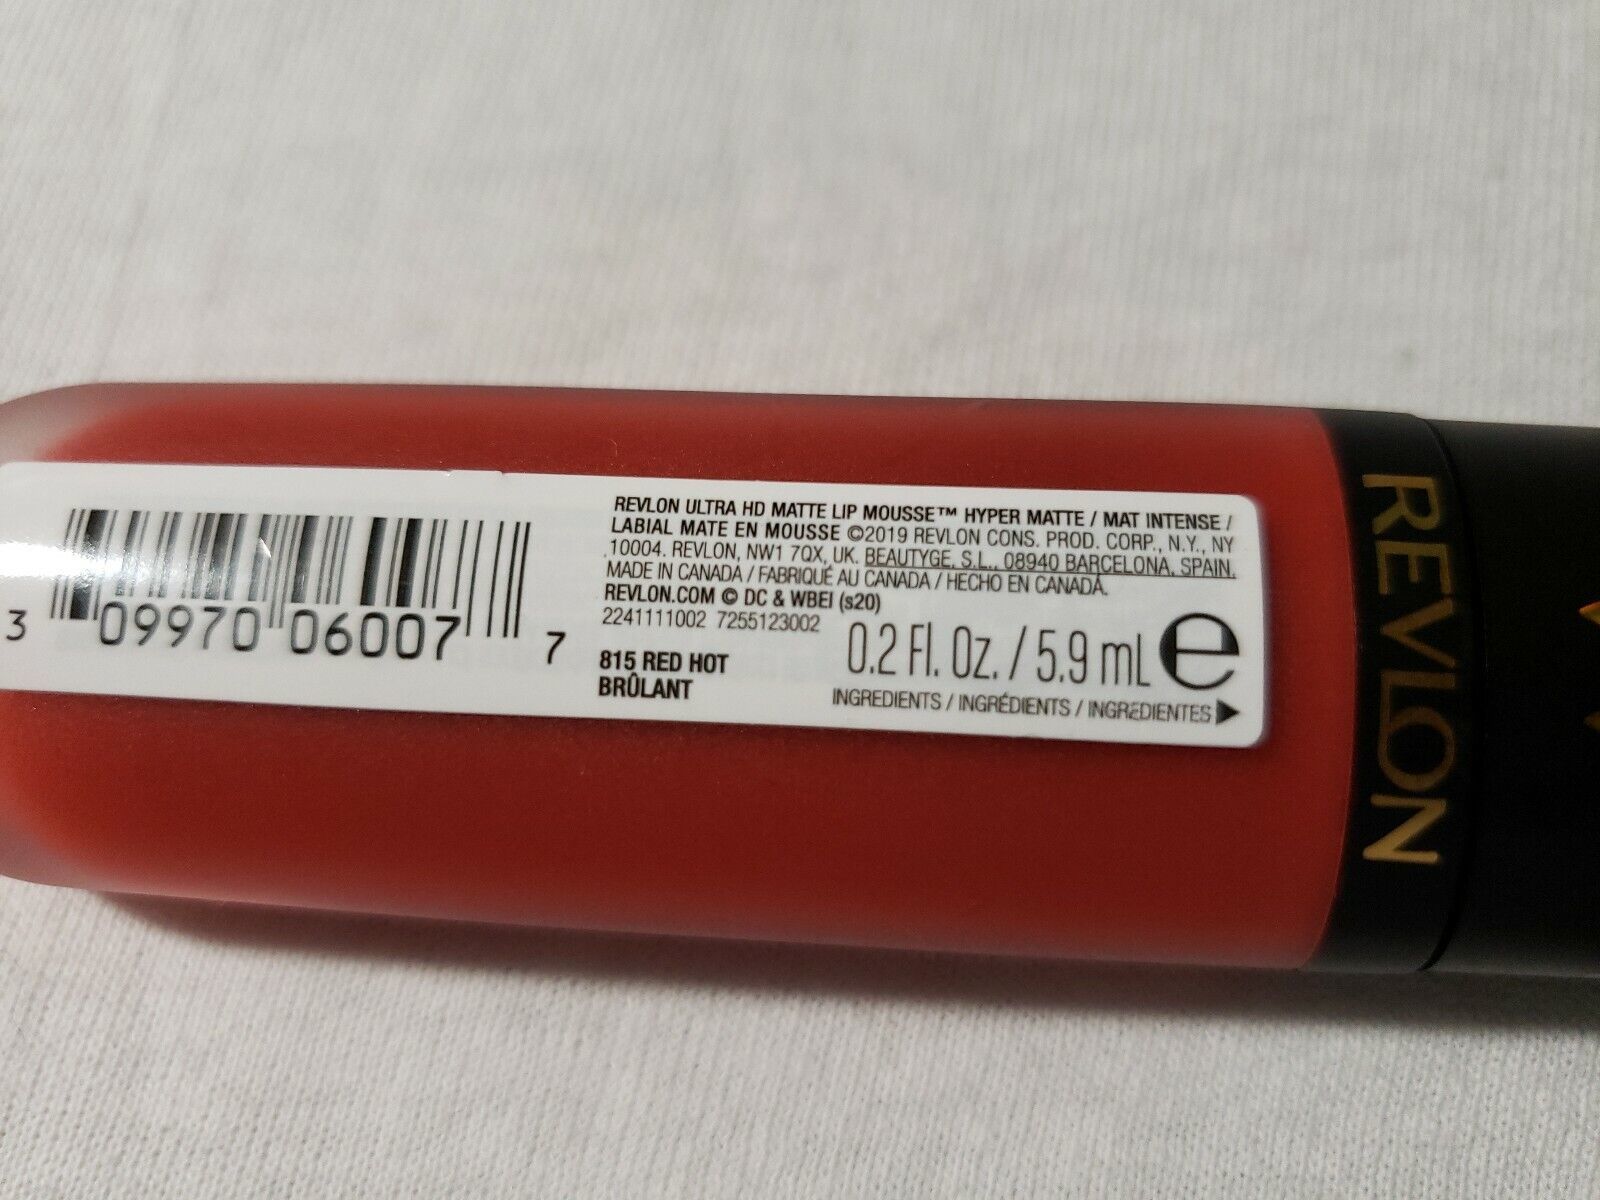 REVLON ULTRA HD MATTE LIP MOUSSE™ HYPER MATTE / MAT INTENSE /
LABIAL MATE EN MOUSSE ©2019 REVLON CONS. PROD. CORP., N.Y., NY
10004. REVLON, NW1 7QX, UK. BEAUTYGE, S.L., 08940 BARCELONA, SPAIN.
MADE IN CANADA / FABRIQUÉ AU CANADA / HECHO EN CANADÁ.
REVLON.COM © DC & WBEI (s20)
2241111002 7255123002
0.2 Fl. Oz. / 5.9 mL e
815 RED HOT
BRÛLANT
INGREDIENTS / INGRÉDIENTS / INGREDIENTES
3 09970 06007 7
REVLON